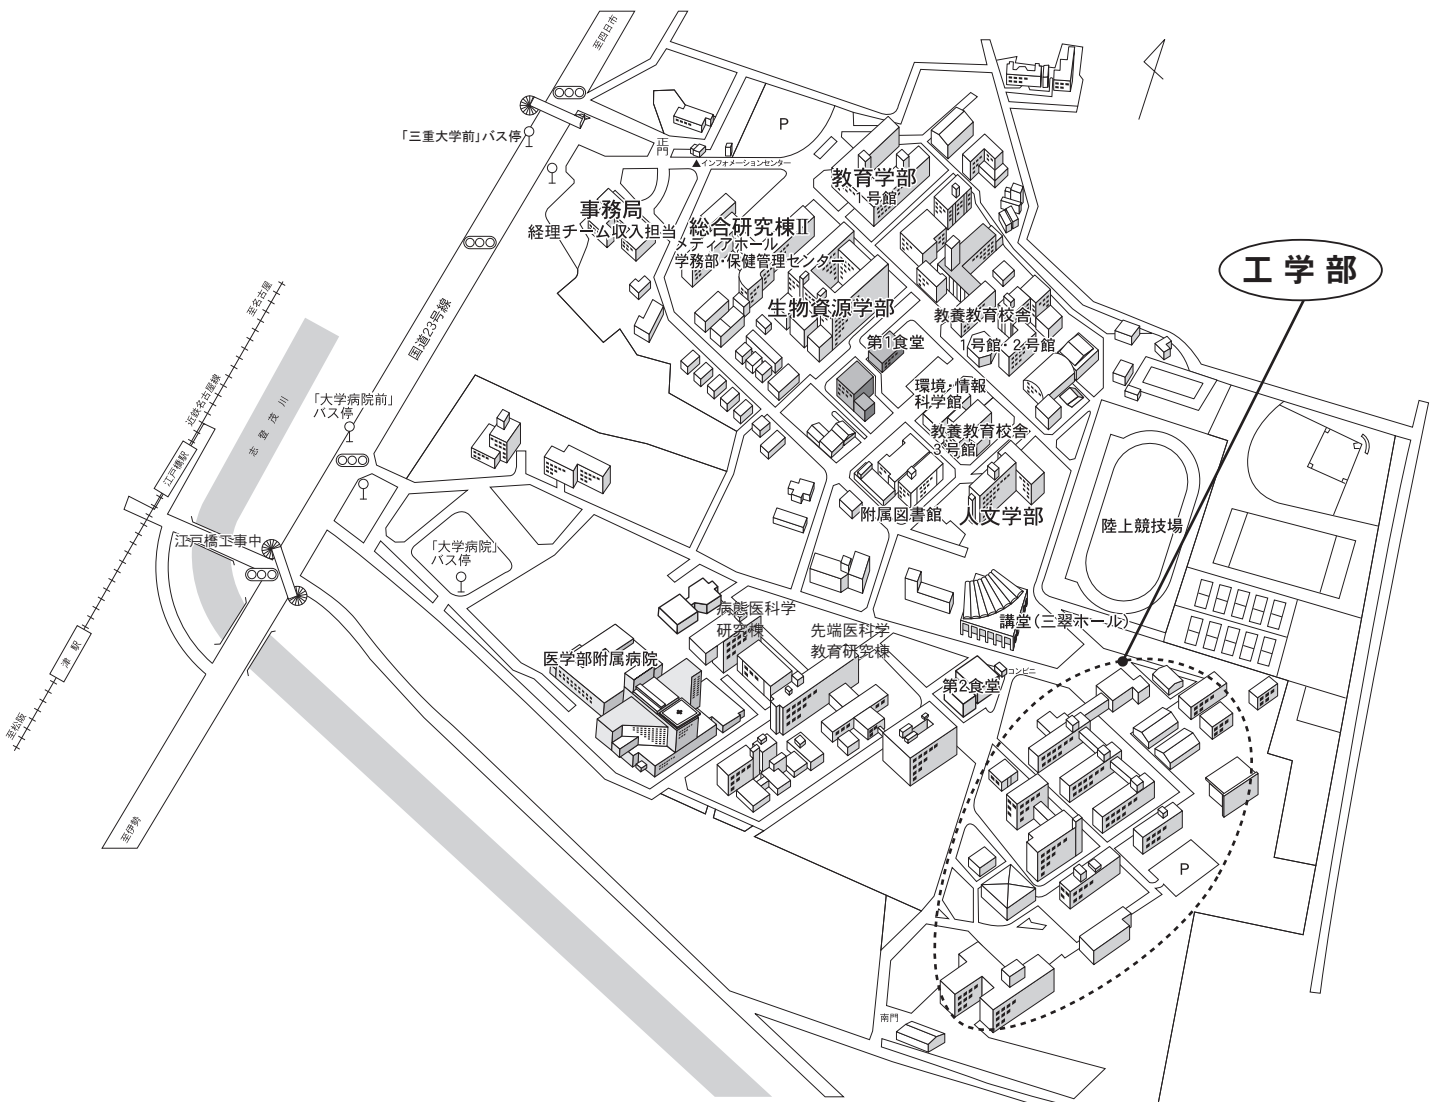 至四日市
「三重大学前」バス停
正門
▲インフォメーションセンター
P
教育学部
1号館
事務局
経理チーム収入担当
総合研究棟Ⅱ
メディアホール
学務部・保健管理センター
生物資源学部
工学部
教養教育校舎
1号館・2号館
第1食堂
環境・情報
科学館
教養教育校舎
3号館
附属図書館
人文学部
陸上競技場
至名古屋
近鉄名古屋線
国道23号線
志登茂川
「大学病院前」
バス停
江戸橋駅
江戸橋工事中
「大学病院」
バス停
津駅
至松阪
至伊勢
病態医科学
研究棟
先端医科学
教育研究棟
医学部附属病院
講堂(三翠ホール)
第2食堂
コンビニ
P
南門